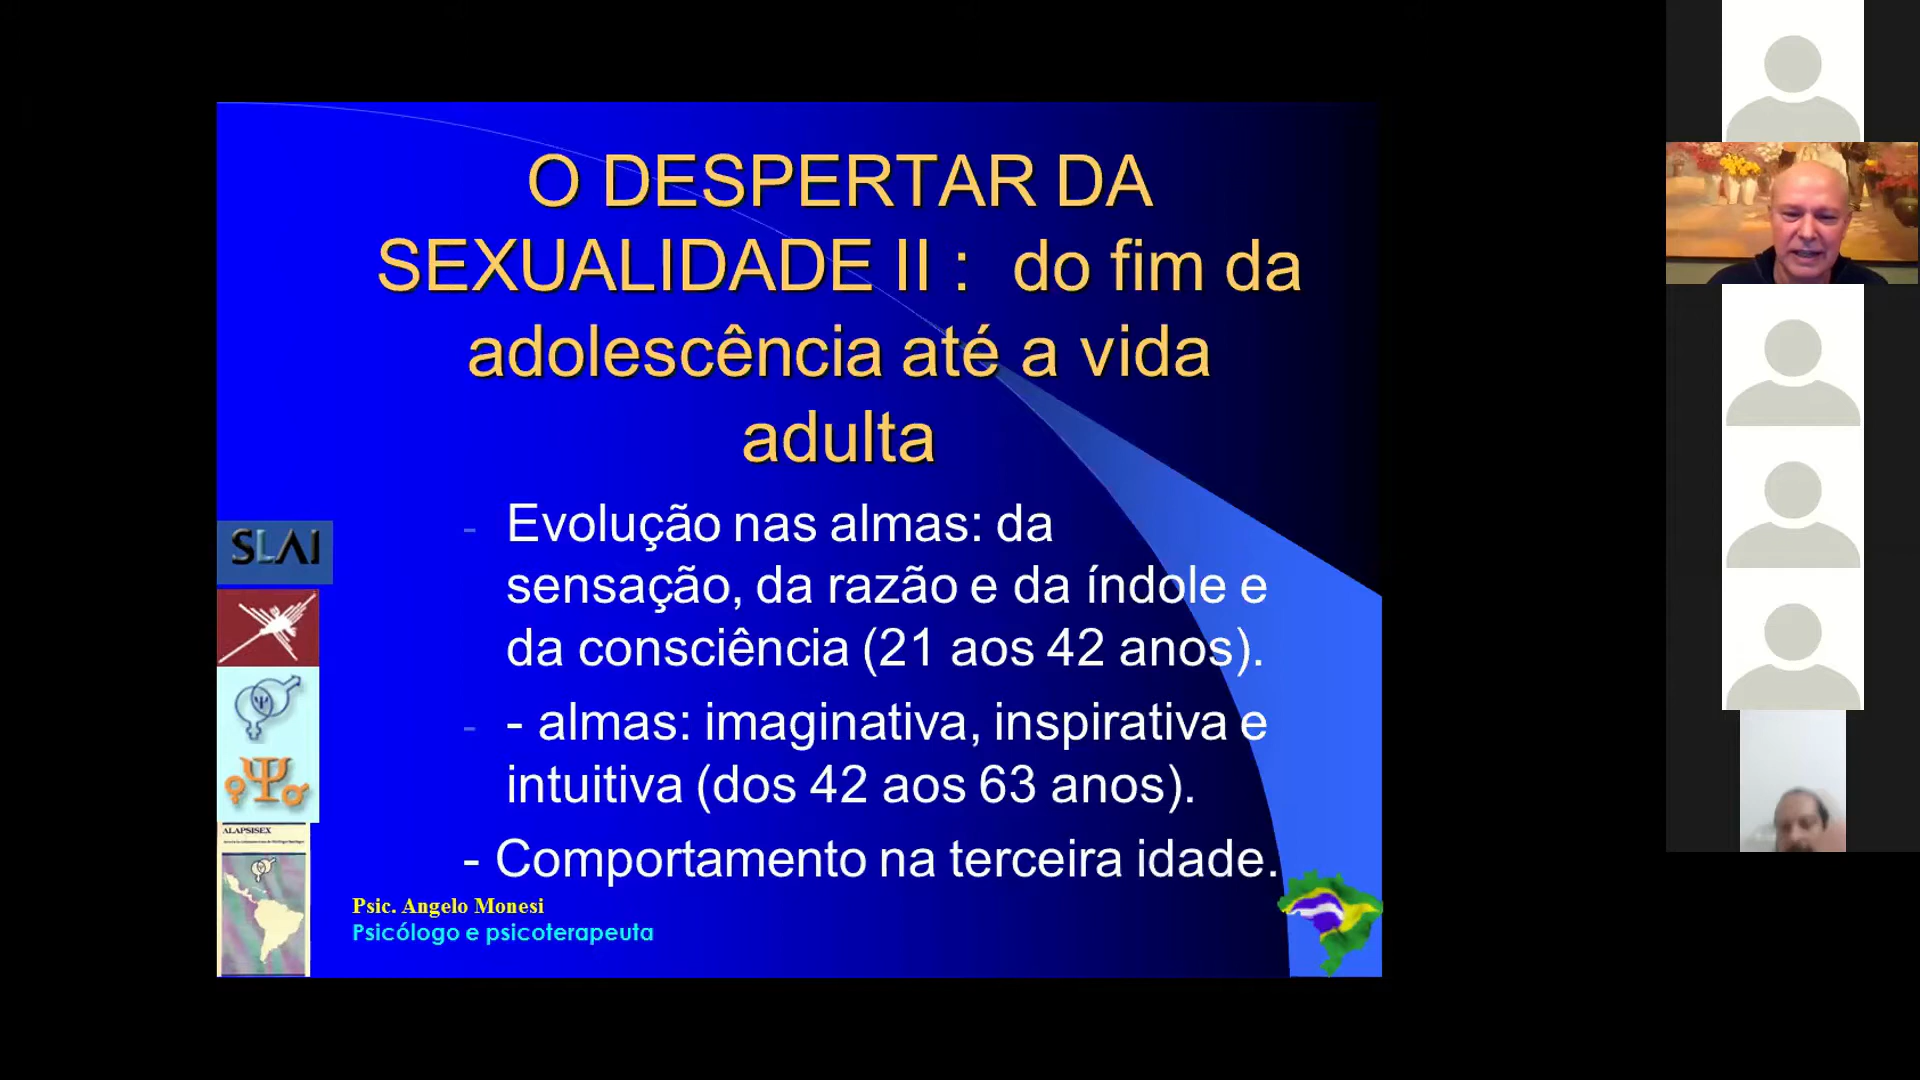 O DESPERTAR DA
SEXUALIDADE II :  do fim da
adolescência até a vida
adulta
- Evolução nas almas: da
sensação, da razão e da índole e
da consciência (21 aos 42 anos).
- - almas: imaginativa, inspirativa e
intuitiva (dos 42 aos 63 anos).
- Comportamento na terceira idade.
SLAI
ALAPSISEX
Psic. Angelo Monesi
Psicólogo e psicoterapeuta